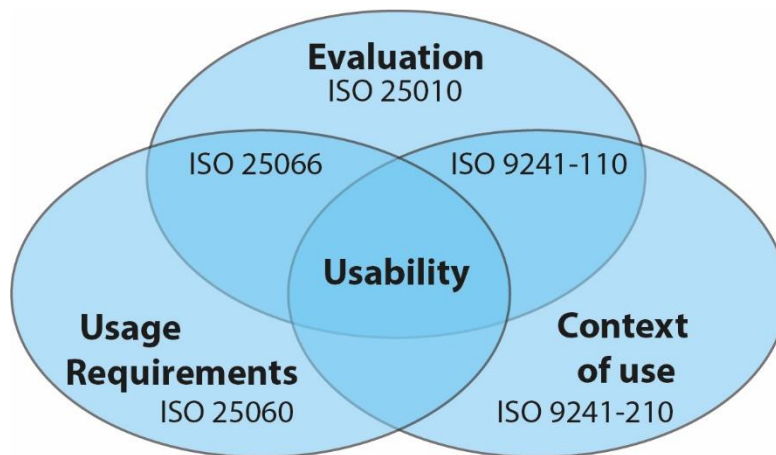 Evaluation
ISO 25010
ISO 25066
ISO 9241-110
Usability
Usage
Requirements
ISO 25060
Context
of use
ISO 9241-210